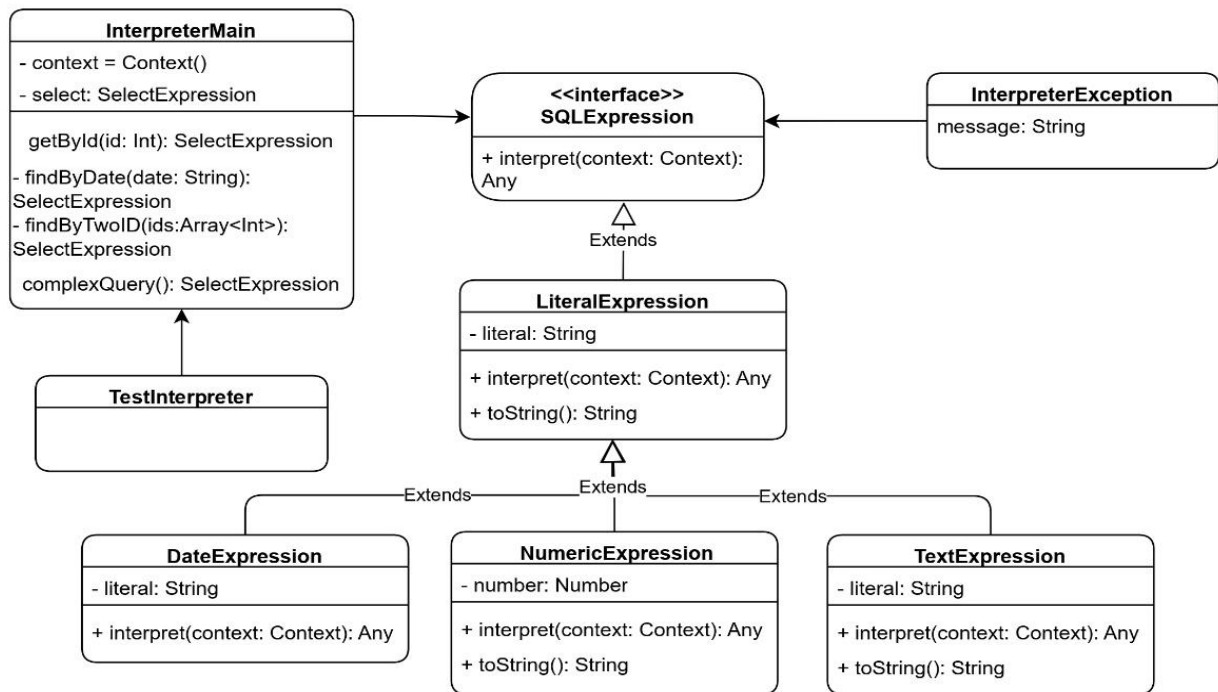 InterpreterMain
- context = Context()
- select: SelectExpression
getById(id: Int): SelectExpression
- findByDate(date: String):
SelectExpression
- findByTwoID(ids:Array<Int>):
SelectExpression
complexQuery(): SelectExpression
<<interface>>
SQLExpression
+ interpret(context: Context):
Any
InterpreterException
message: String
Extends
LiteralExpression
- literal: String
+ interpret(context: Context): Any
+ toString(): String
TestInterpreter
Extends
Extends
Extends
DateExpression
- literal: String
+ interpret(context: Context): Any
NumericExpression
- number: Number
+ interpret(context: Context): Any
+ toString(): String
TextExpression
- literal: String
+ interpret(context: Context): Any
+ toString(): String